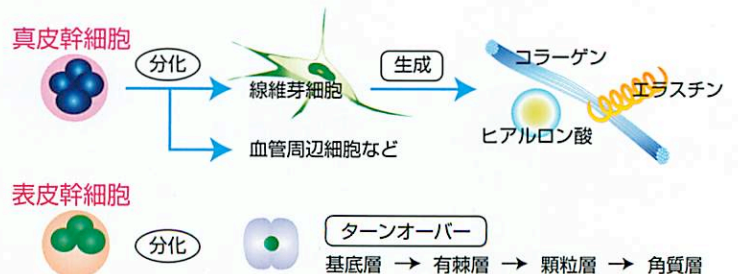 真皮幹細胞
分化
線維芽細胞
生成
コラーゲン
エラスチン
ヒアルロン酸
血管周辺細胞など
表皮幹細胞
分化
ターンオーバー
基底層 → 有棘層 → 顆粒層 → 角質層